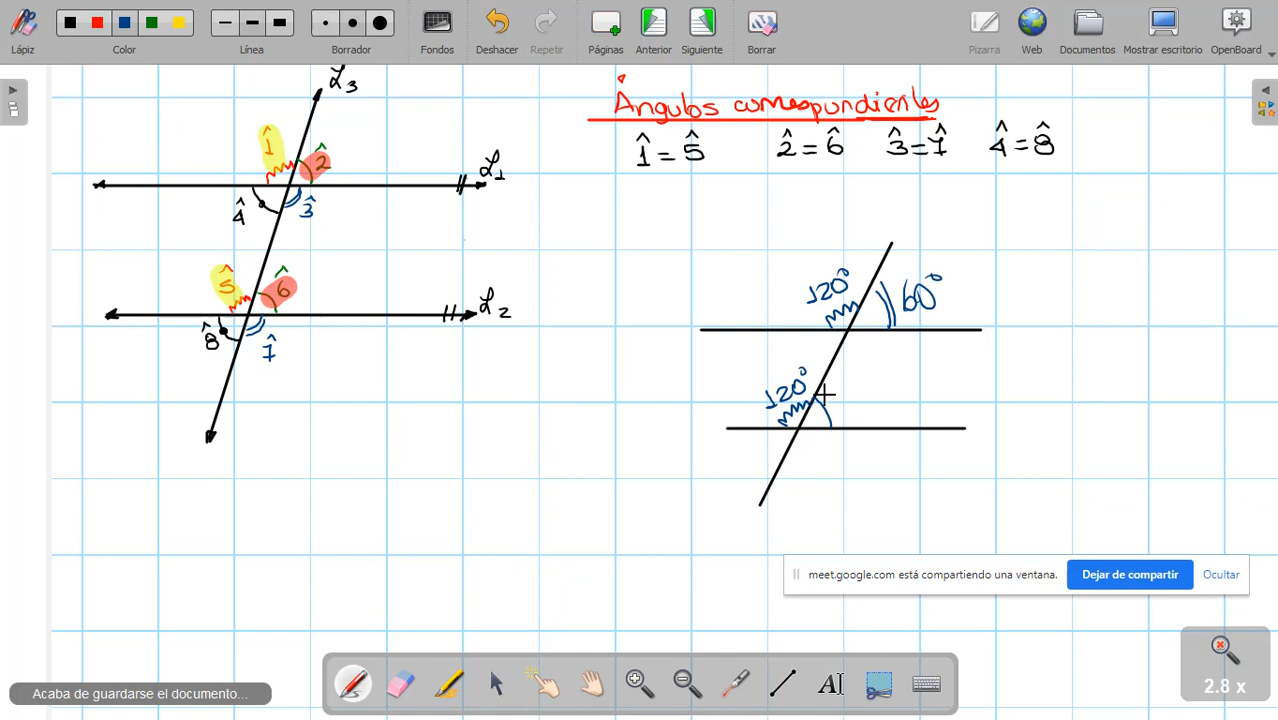 Lápiz
Color
Línea
Borrador
Fondos
Deshacer
Repetir
Páginas
Anterior
Siguiente
Borrar
Pizarra
Web
Documentos
Mostrar escritorio
OpenBoard
ℒ₃
Ángulos correspondientes
1̂ = 5̂ 2̂ = 6̂ 3̂ = 7̂ 4̂ = 8̂
1̂ 2̂ ℒ₁
4̂ 3̂
5̂ 6̂ ℒ₂
8̂ 7̂
120° 60°
120°
meet.google.com está compartiendo una ventana.
Dejar de compartir
Ocultar
Acaba de guardarse el documento...
AI
2.8 x